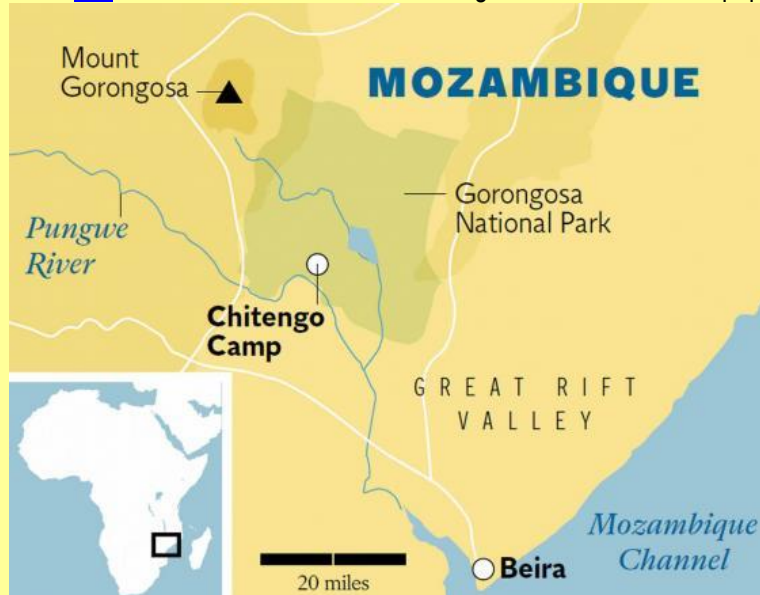 Mount
Gorongosa
MOZAMBIQUE
Gorongosa
National Park
Pungwe
River
Chitengo
Camp
GREAT RIFT
VALLEY
Mozambique
Channel
Beira
20 miles